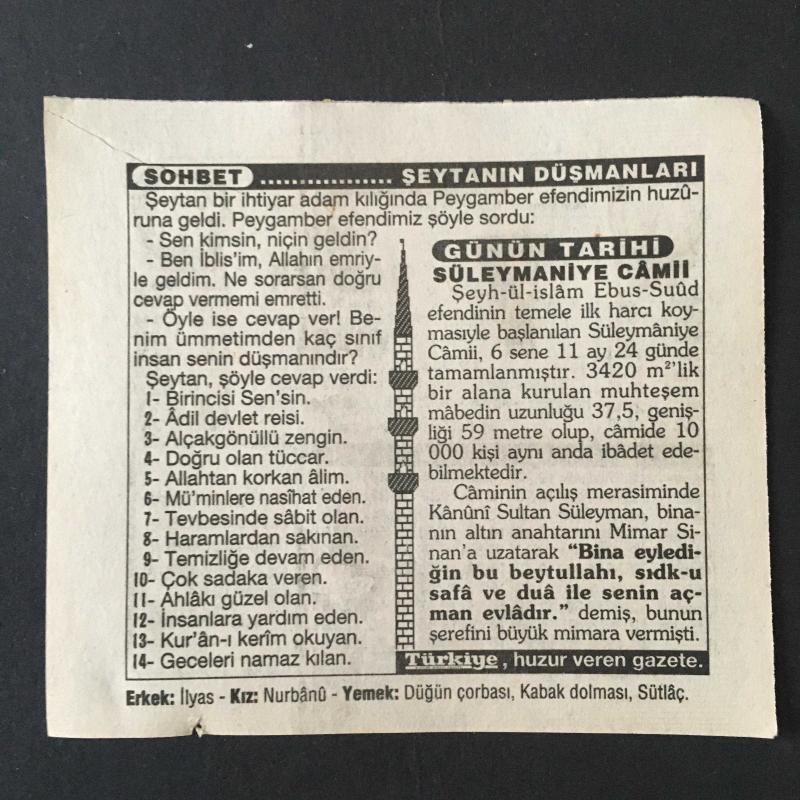 SOHBET ................. ŞEYTANIN DÜŞMANLARI
Şeytan bir ihtiyar adam kılığında Peygamber efendimizin huzû-
runa geldi. Peygamber efendimiz şöyle sordu:
- Sen kimsin, niçin geldin?
- Ben İblis'im, Allahın emriy-
le geldim. Ne sorarsan doğru
cevap vermemi emretti.
- Öyle ise cevap ver! Be-
nim ümmetimden kaç sınıf
insan senin düşmanındır?
Şeytan, şöyle cevap verdi:
1- Birincisi Sen'sin.
2- Âdil devlet reisi.
3- Alçakgönüllü zengin.
4- Doğru olan tüccar.
5- Allahtan korkan âlim.
6- Mü'minlere nasîhat eden.
7- Tevbesinde sâbit olan.
8- Haramlardan sakınan.
9- Temizliğe devam eden.
10- Çok sadaka veren.
11- Ahlâkı güzel olan.
12- İnsanlara yardım eden.
13- Kur'ân-ı kerîm okuyan.
14- Geceleri namaz kılan.
GÜNÜN TARİHİ
SÜLEYMANİYE CÂMİİ
Şeyh-ül-islâm Ebus-Suûd
efendinin temele ilk harcı koy-
masıyle başlanılan Süleymâniye
Câmii, 6 sene 11 ay 24 günde
tamamlanmıştır. 3420 m²'lik
bir alana kurulan muhteşem
mâbedin uzunluğu 37,5, geniş-
liği 59 metre olup, câmide 10
000 kişi aynı anda ibâdet ede-
bilmektedir.
Câminin açılış merasiminde
Kânûnî Sultan Süleyman, bina-
nın altın anahtarını Mimar Si-
nan'a uzatarak "Bina eyledi-
ğin bu beytullahı, sıdk-u
safâ ve duâ ile senin aç-
man evlâdır." demiş, bunun
şerefini büyük mimara vermişti.
Türkiye, huzur veren gazete.
Erkek: İlyas - Kız: Nurbânû - Yemek: Düğün çorbası, Kabak dolması, Sütlâç.